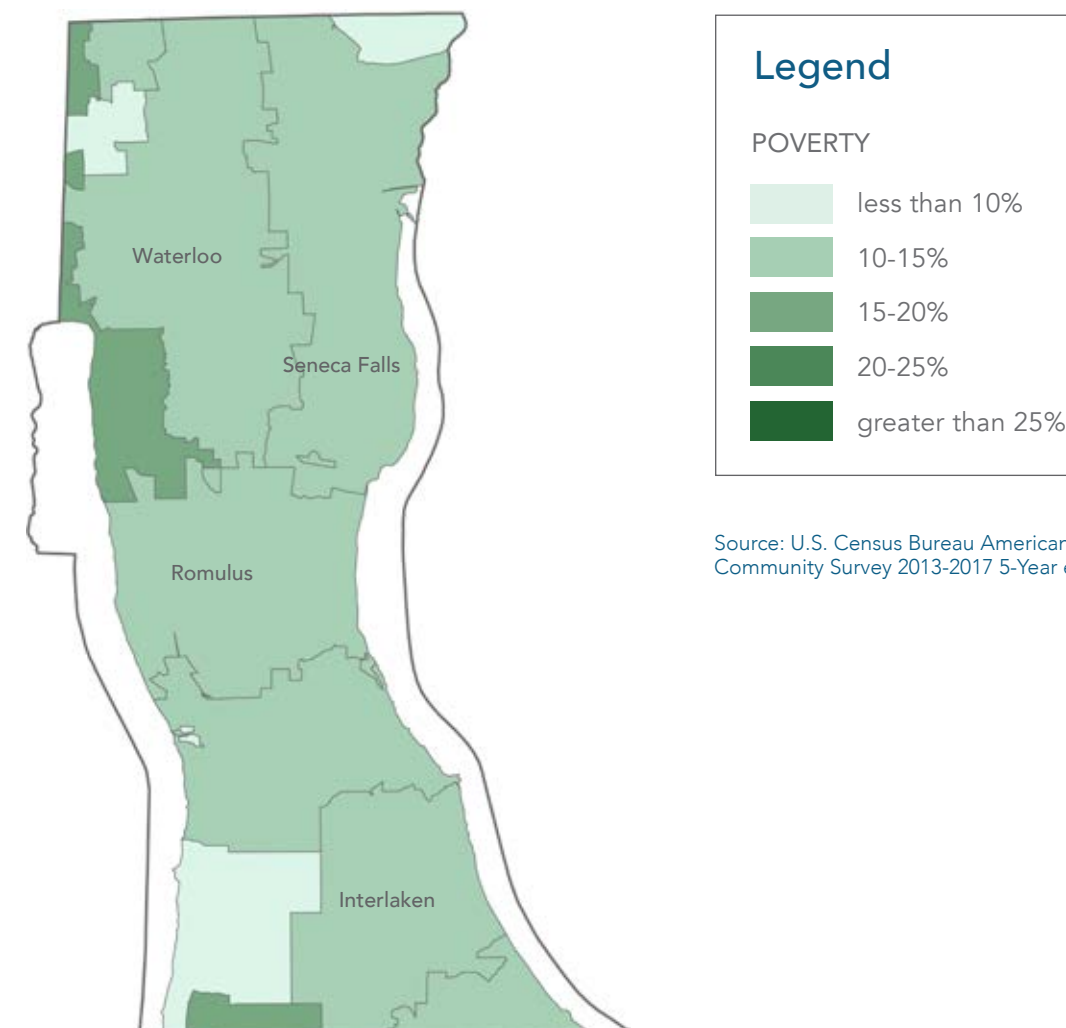 Waterloo
Seneca Falls
Romulus
Interlaken
Legend
POVERTY
less than 10%
10-15%
15-20%
20-25%
greater than 25%
Source: U.S. Census Bureau American
Community Survey 2013-2017 5-Year